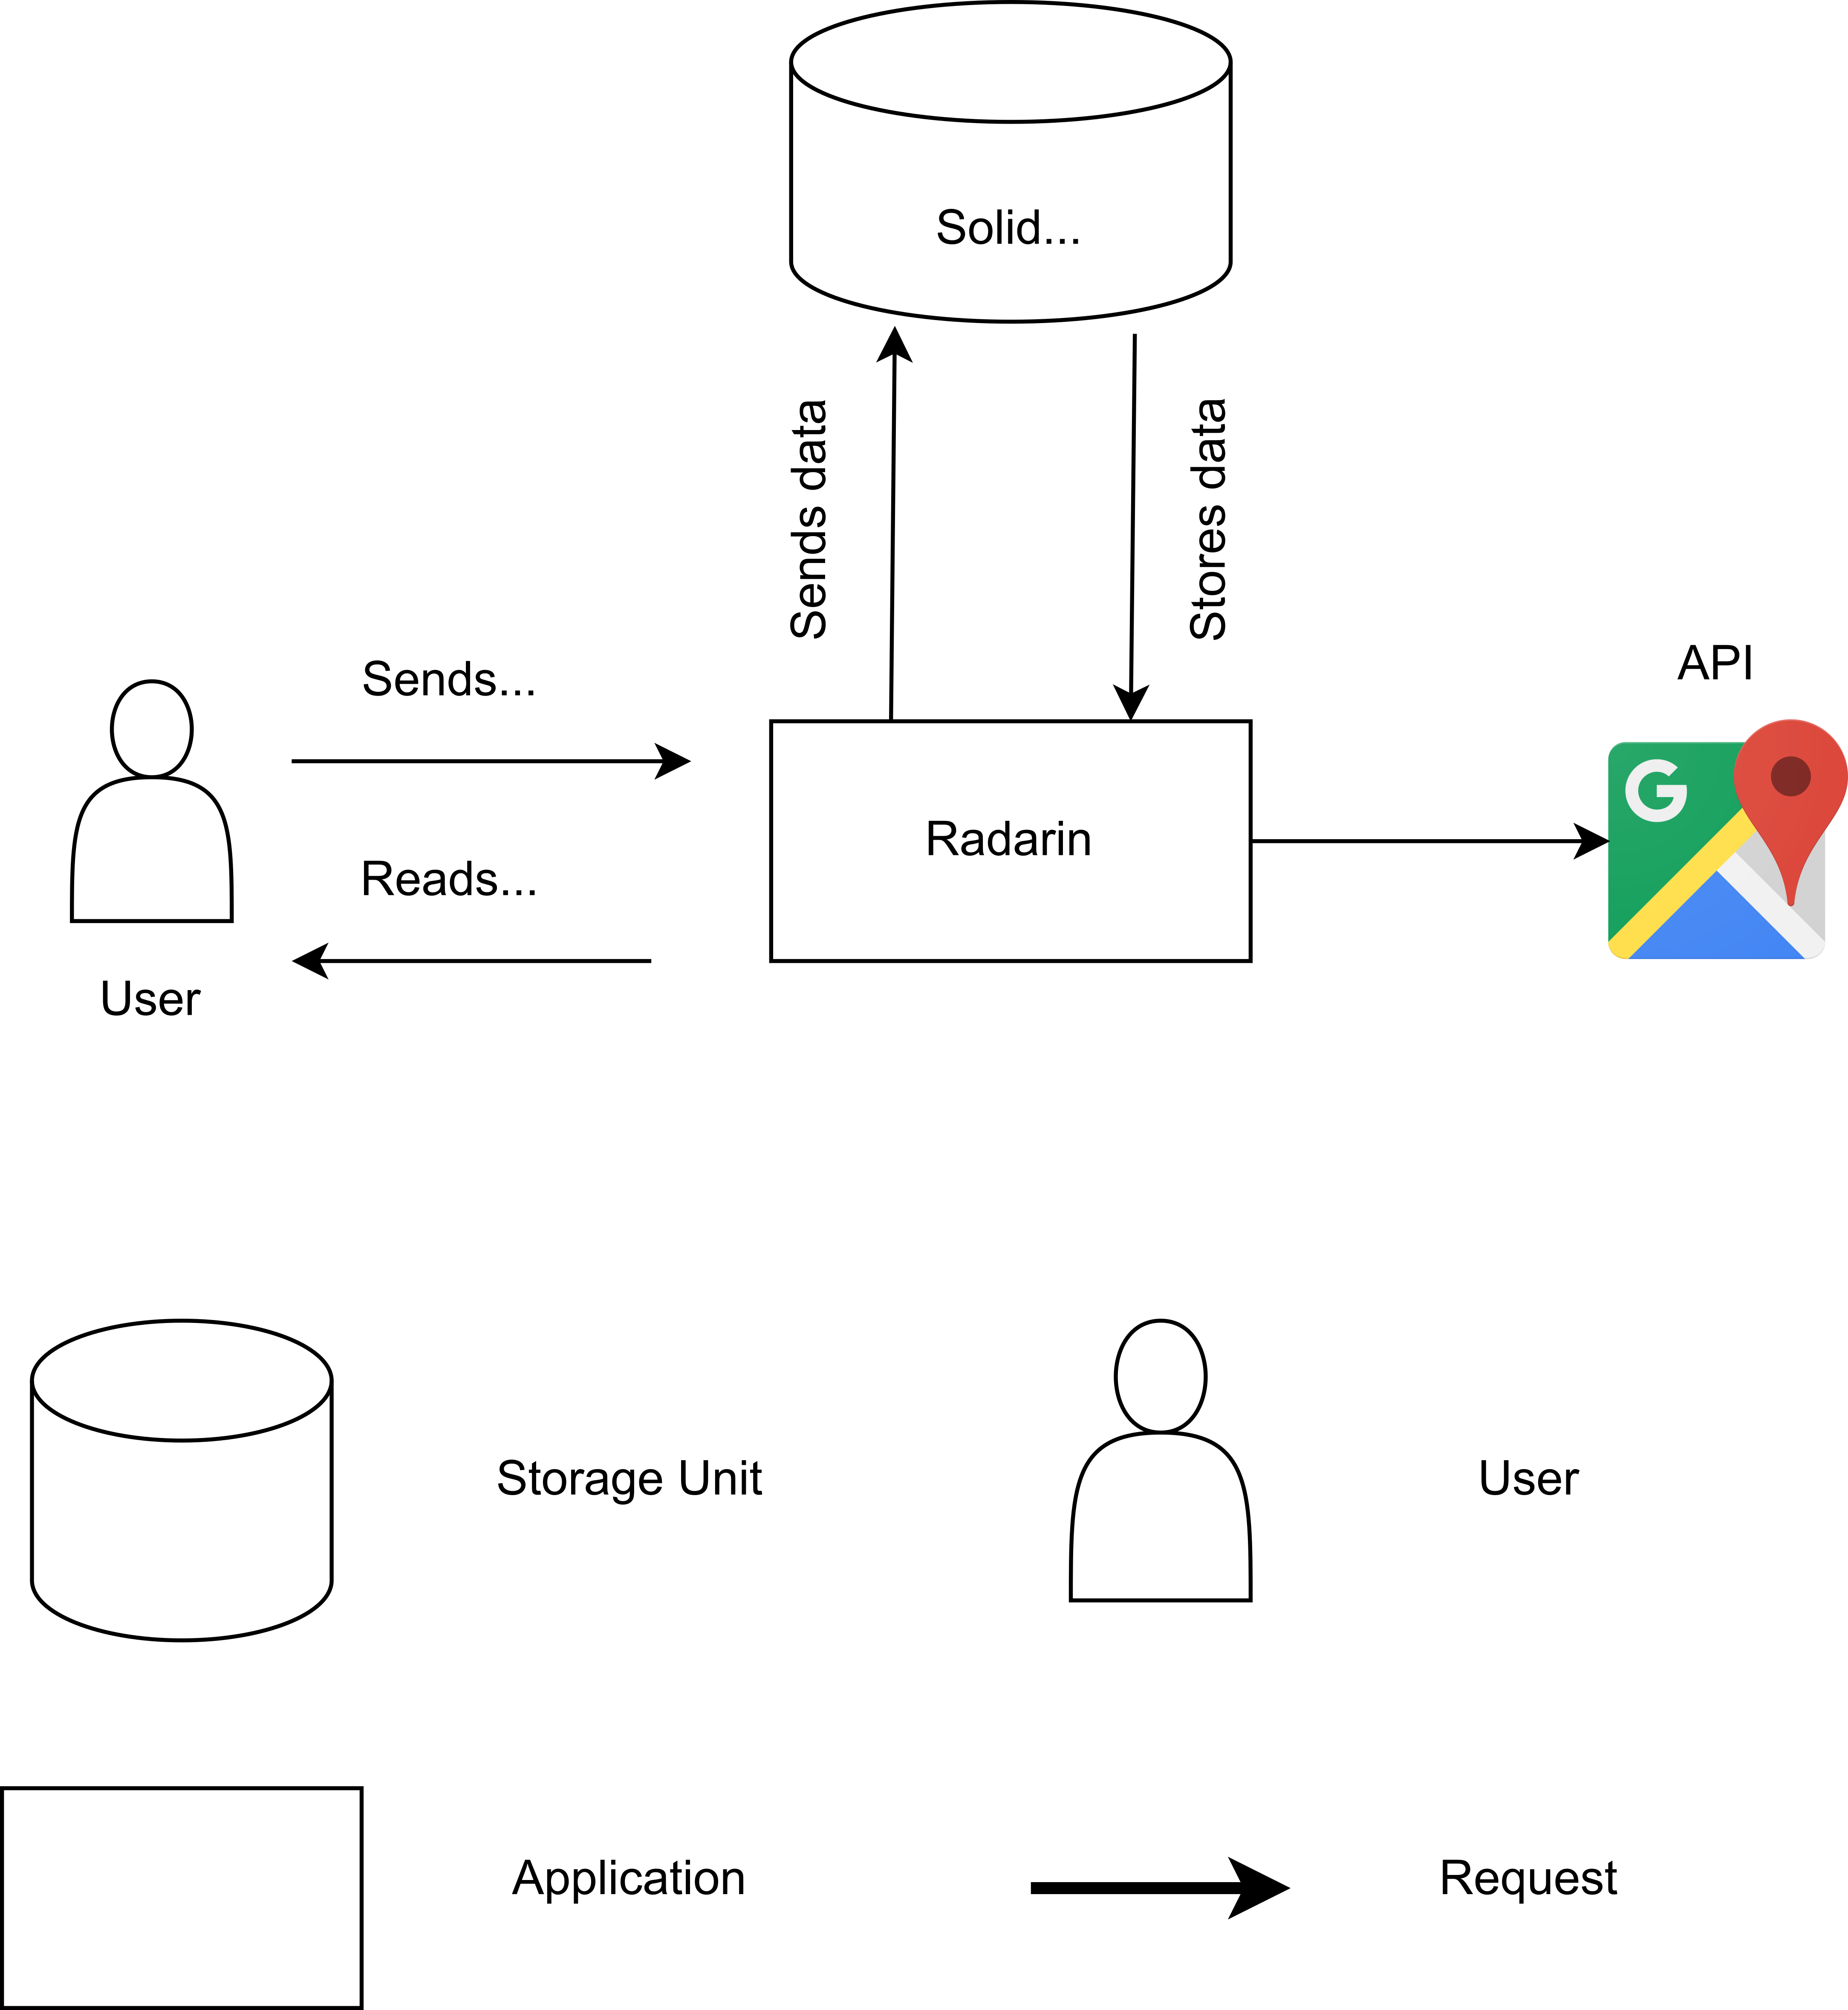 Solid...
Sends data
Stores data
Sends...
API
Radarin
Reads...
User
Storage Unit
User
Application
Request